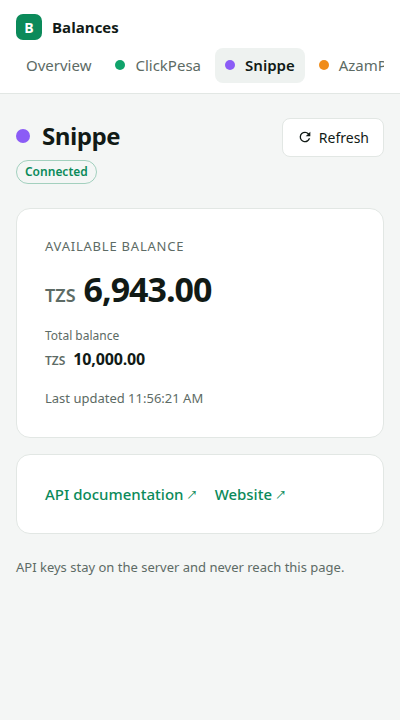 B Balances
Overview ClickPesa Snippe AzamP
Snippe
Refresh
Connected
AVAILABLE BALANCE
TZS 6,943.00
Total balance
TZS 10,000.00
Last updated 11:56:21 AM
API documentation ↗ Website ↗
API keys stay on the server and never reach this page.